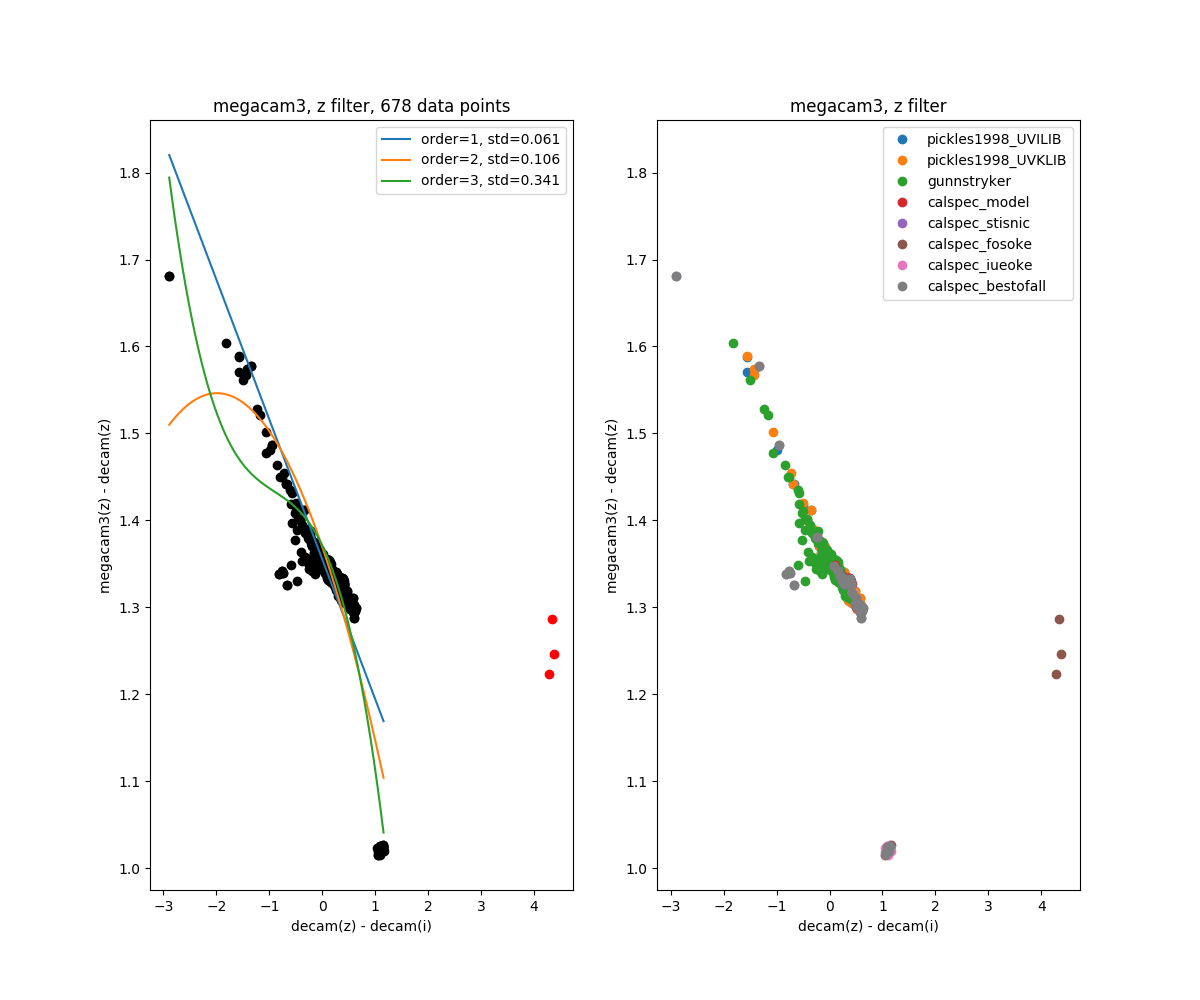 megacam3, z filter, 678 data points
order=1, std=0.061
order=2, std=0.106
order=3, std=0.341
1.8
1.7
1.6
1.5
1.4
1.3
1.2
1.1
1.0
megacam3(z) - decam(z)
−3 −2 −1 0 1 2 3 4
decam(z) - decam(i)
megacam3, z filter
pickles1998_UVILIB
pickles1998_UVKLIB
gunnstryker
calspec_model
calspec_stisnic
calspec_fosoke
calspec_iueoke
calspec_bestofall
1.8
1.7
1.6
1.5
1.4
1.3
1.2
1.1
1.0
megacam3(z) - decam(z)
−3 −2 −1 0 1 2 3 4
decam(z) - decam(i)